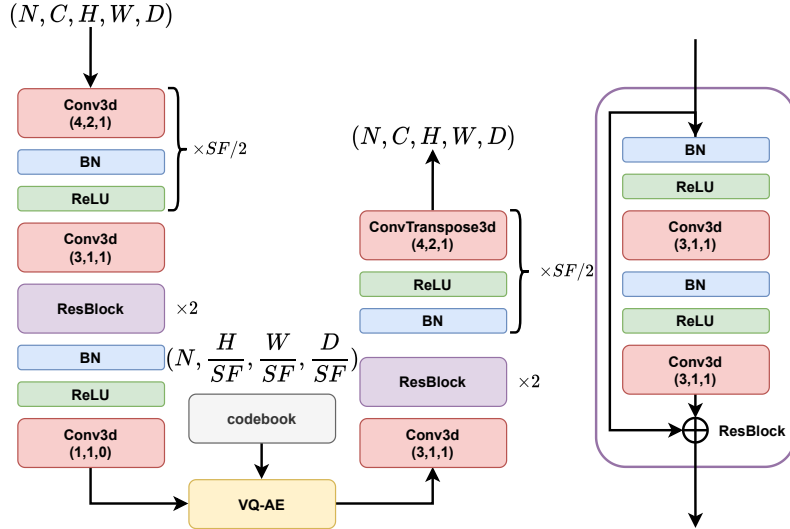 (N, C, H, W, D)
Conv3d
(4,2,1)
BN
ReLU
×SF/2
Conv3d
(3,1,1)
ResBlock
×2
BN
ReLU
Conv3d
(1,1,0)
(N, H/SF, W/SF, D/SF)
codebook
VQ-AE
(N, C, H, W, D)
ConvTranspose3d
(4,2,1)
ReLU
BN
×SF/2
ResBlock
×2
Conv3d
(3,1,1)
BN
ReLU
Conv3d
(3,1,1)
BN
ReLU
Conv3d
(3,1,1)
ResBlock